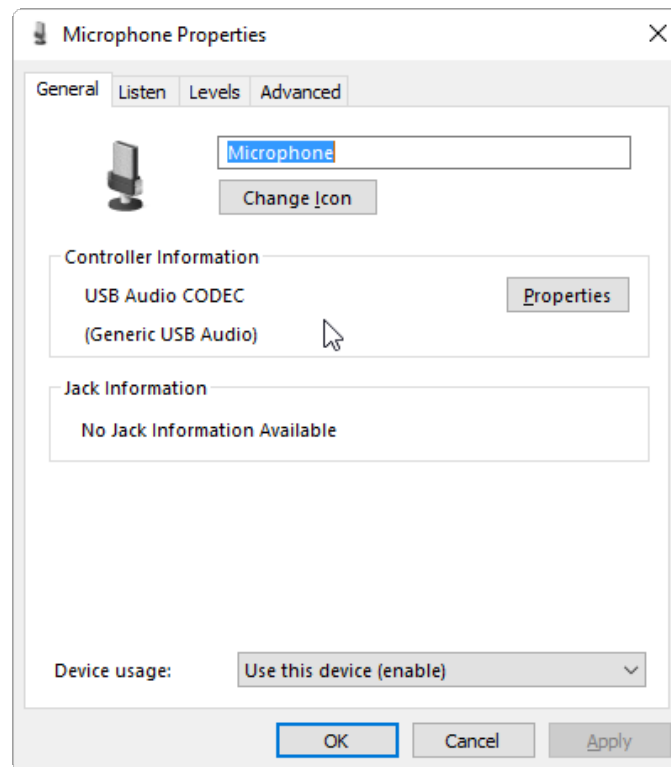 Microphone Properties
General Listen Levels Advanced
Microphone
Change Icon
Controller Information
USB Audio CODEC
Properties
(Generic USB Audio)
Jack Information
No Jack Information Available
Device usage: Use this device (enable)
OK Cancel Apply